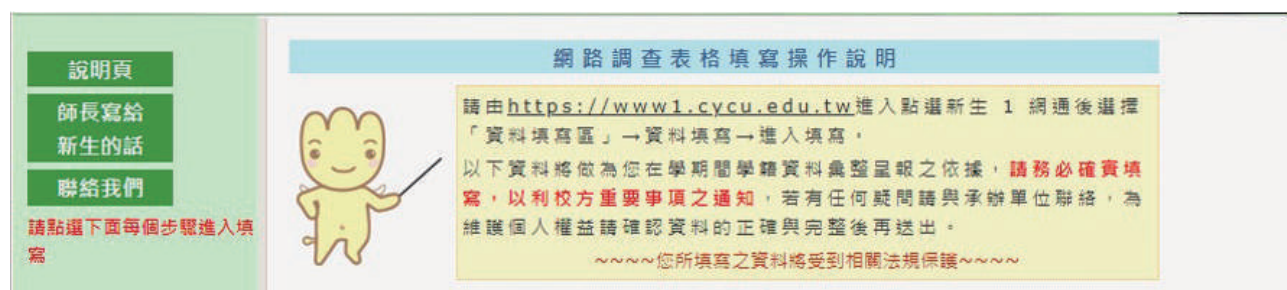 說明頁
師長寫給
新生的話
聯絡我們
請點選下面每個步驟進入填
寫
網路調查表格填寫操作說明
請由https://www1.cycu.edu.tw進入點選新生 1 網通後選擇
「資料填寫區」→資料填寫→進入填寫。
以下資料將做為您在學期間學籍資料彙整呈報之依據，請務必確實填
寫，以利校方重要事項之通知，若有任何疑問請與承辦單位聯絡，為
維護個人權益請確認資料的正確與完整後再送出。
~~~~您所填寫之資料將受到相關法規保護~~~~